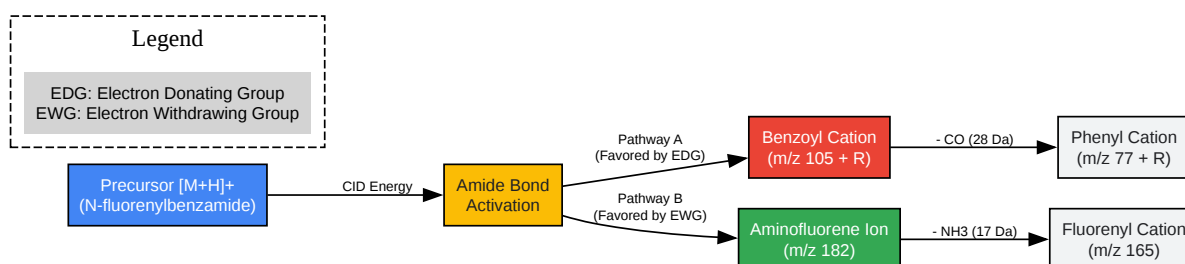 Legend
EDG: Electron Donating Group
EWG: Electron Withdrawing Group
Precursor [M+H]+
(N-fluorenylbenzamide)
CID Energy
Amide Bond
Activation
Pathway A
(Favored by EDG)
Benzoyl Cation
(m/z 105 + R)
- CO (28 Da)
Phenyl Cation
(m/z 77 + R)
Pathway B
(Favored by EWG)
Aminofluorene Ion
(m/z 182)
- NH3 (17 Da)
Fluorenyl Cation
(m/z 165)